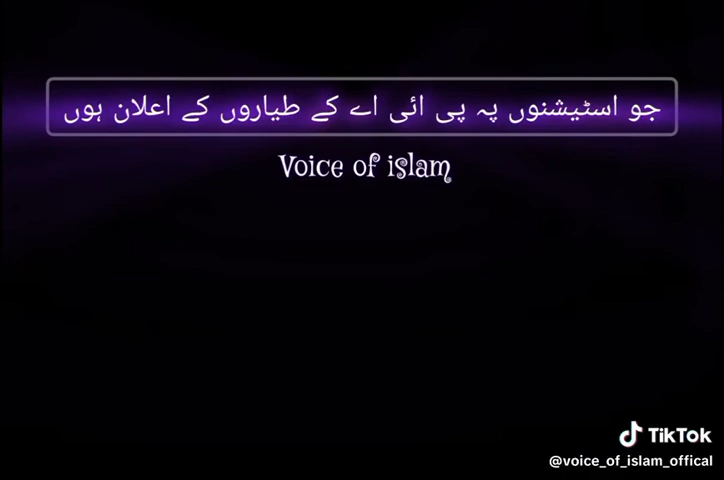 جو اسٹیشنوں پہ پی ائی اے کے طیاروں کے اعلان ہوں
Voice of islam
TikTok
@voice_of_islam_offical